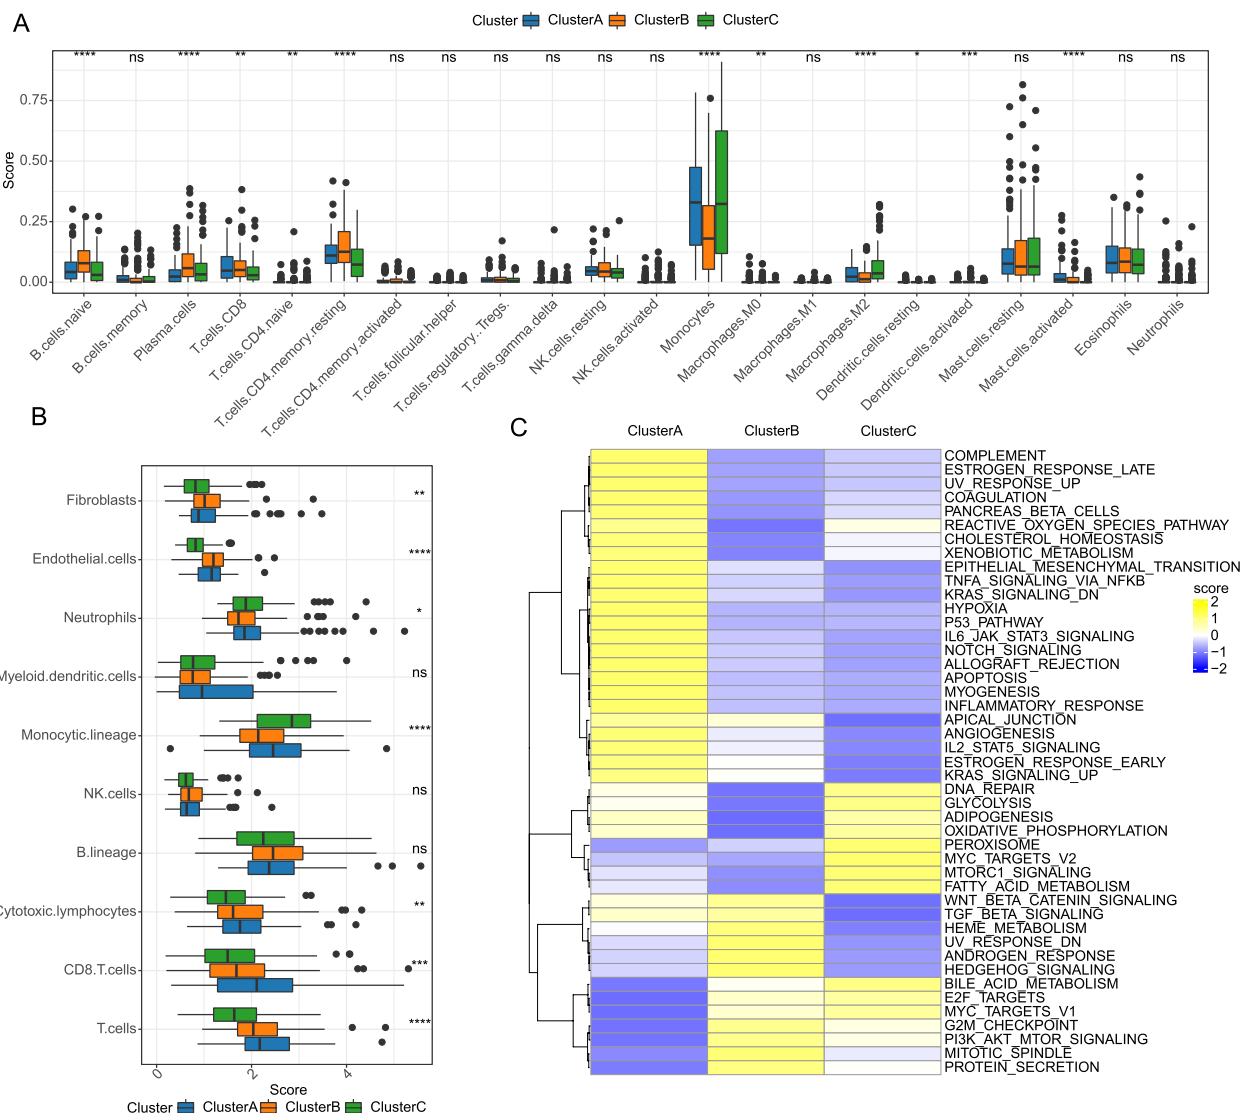 A
Cluster ClusterA ClusterB ClusterC
**** ns **** ** ** **** ns ns ns ns ns ns **** ** ns **** * *** ns **** ns ns
Score
0.75
0.50
0.25
0.00
B.cells.naive
B.cells.memory
Plasma.cells
T.cells.CD8
T.cells.CD4.naive
T.cells.CD4.memory.resting
T.cells.CD4.memory.activated
T.cells.follicular.helper
T.cells.regulatory..Tregs.
T.cells.gamma.delta
NK.cells.resting
NK.cells.activated
Monocytes
Macrophages.M0
Macrophages.M1
Macrophages.M2
Dendritic.cells.resting
Dendritic.cells.activated
Mast.cells.resting
Mast.cells.activated
Eosinophils
Neutrophils
B
Fibroblasts **
Endothelial.cells ****
Neutrophils *
Myeloid.dendritic.cells ns
Monocytic.lineage ****
NK.cells ns
B.lineage ns
Cytotoxic.lymphocytes **
CD8.T.cells ***
T.cells ****
0 2 4
Score
Cluster ClusterA ClusterB ClusterC
C
ClusterA ClusterB ClusterC
COMPLEMENT
ESTROGEN_RESPONSE_LATE
UV_RESPONSE_UP
COAGULATION
PANCREAS_BETA_CELLS
REACTIVE_OXYGEN_SPECIES_PATHWAY
CHOLESTEROL_HOMEOSTASIS
XENOBIOTIC_METABOLISM
EPITHELIAL_MESENCHYMAL_TRANSITION
TNFA_SIGNALING_VIA_NFKB
KRAS_SIGNALING_DN
HYPOXIA
P53_PATHWAY
IL6_JAK_STAT3_SIGNALING
NOTCH_SIGNALING
ALLOGRAFT_REJECTION
APOPTOSIS
MYOGENESIS
INFLAMMATORY_RESPONSE
APICAL_JUNCTION
ANGIOGENESIS
IL2_STAT5_SIGNALING
ESTROGEN_RESPONSE_EARLY
KRAS_SIGNALING_UP
DNA_REPAIR
GLYCOLYSIS
ADIPOGENESIS
OXIDATIVE_PHOSPHORYLATION
PEROXISOME
MYC_TARGETS_V2
MTORC1_SIGNALING
FATTY_ACID_METABOLISM
WNT_BETA_CATENIN_SIGNALING
TGF_BETA_SIGNALING
HEME_METABOLISM
UV_RESPONSE_DN
ANDROGEN_RESPONSE
HEDGEHOG_SIGNALING
BILE_ACID_METABOLISM
E2F_TARGETS
MYC_TARGETS_V1
G2M_CHECKPOINT
PI3K_AKT_MTOR_SIGNALING
MITOTIC_SPINDLE
PROTEIN_SECRETION
score
2
1
0
−1
−2